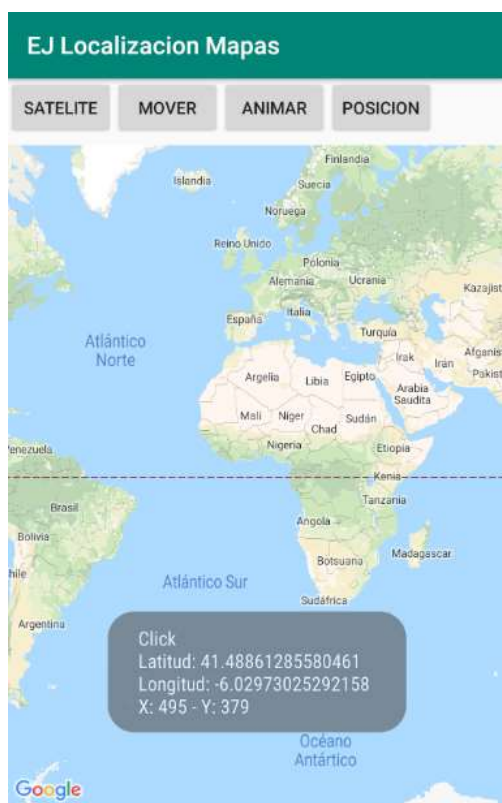 EJ Localizacion Mapas
SATELITE MOVER ANIMAR POSICION
Finlandia
Islandia
Suecia
Noruega
Reino Unido
Polonia
Alemania Ucrania
Kazajist
España Italia
Turquía
Atlántico
Norte
Irak Irán Afganis
Pakist
Argelia Libia Egipto
Arabia
Saudita
Malí Níger Sudán
Chad
Nigeria Etiopía
enezuela
Kenia
Tanzania
Brasil
Angola
Bolivia
Botsuana Madagascar
hile
Atlántico Sur
Sudáfrica
Argentina
Click
Latitud: 41.48861285580461
Longitud: -6.02973025292158
X: 495 - Y: 379
Océano
Antártico
Google